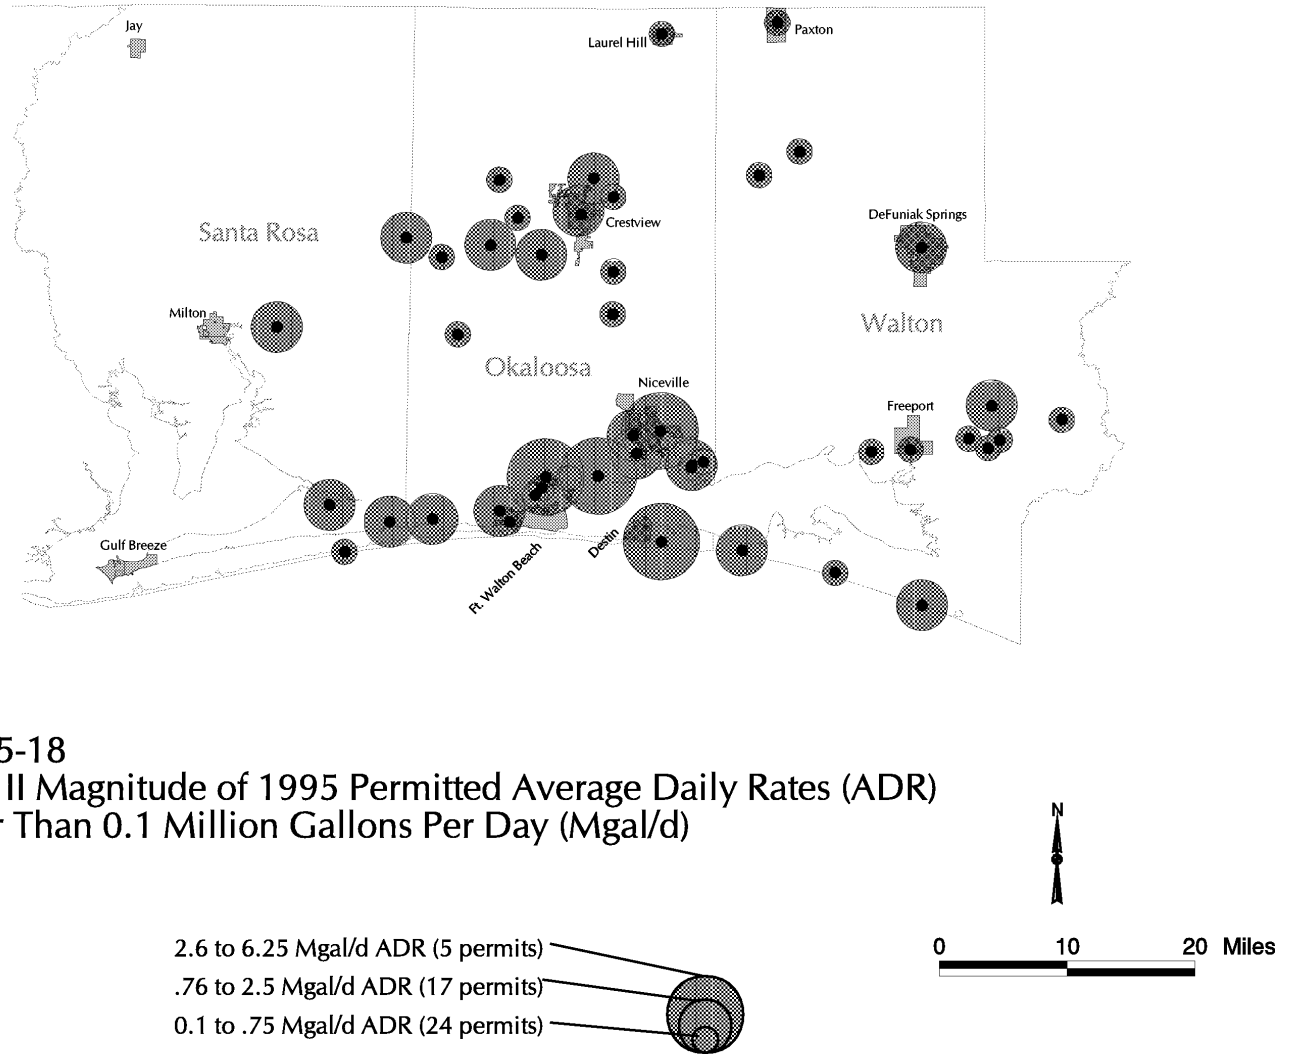 Jay
Laurel Hill
Paxton
DeFuniak Springs
Crestview
Santa Rosa
Milton
Walton
Okaloosa
Niceville
Freeport
Gulf Breeze
Ft. Walton Beach
Destin
5-18
II Magnitude of 1995 Permitted Average Daily Rates (ADR)
Than 0.1 Million Gallons Per Day (Mgal/d)
N
2.6 to 6.25 Mgal/d ADR (5 permits)
.76 to 2.5 Mgal/d ADR (17 permits)
0.1 to .75 Mgal/d ADR (24 permits)
0 10 20 Miles